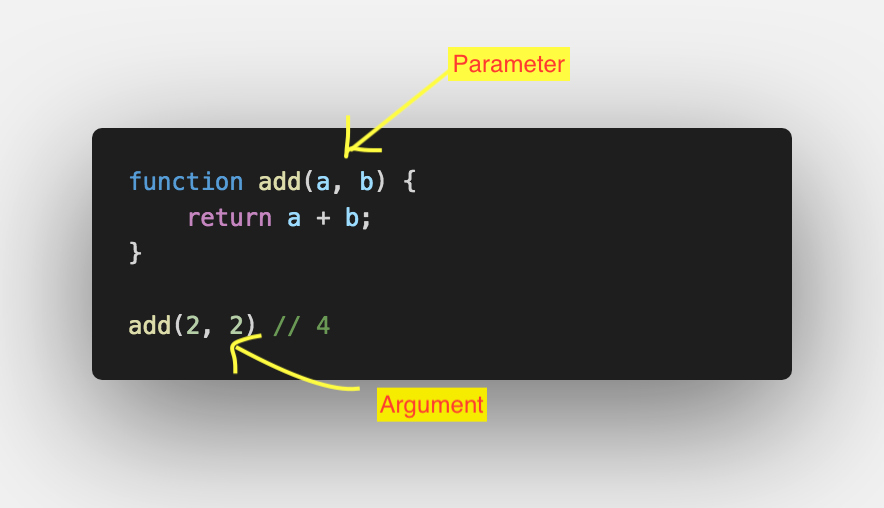 Parameter
function add(a, b) {
    return a + b;
}
add(2, 2) // 4
Argument